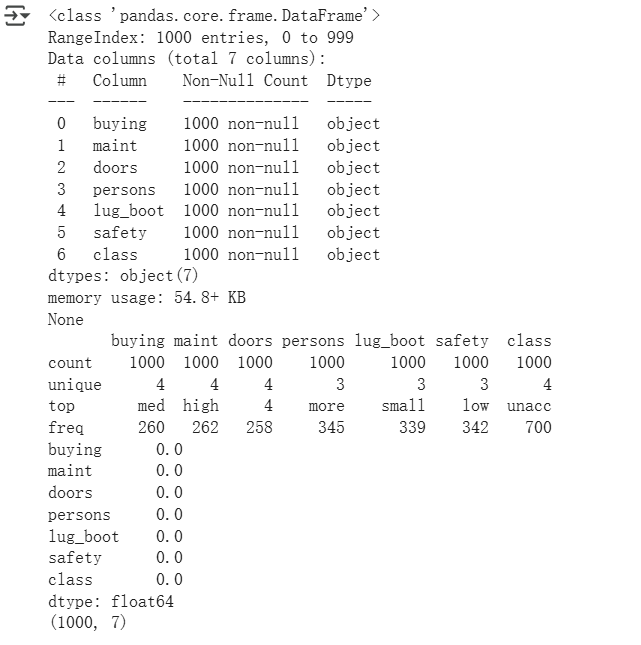 <class 'pandas.core.frame.DataFrame'>
RangeIndex: 1000 entries, 0 to 999
Data columns (total 7 columns):
 #   Column    Non-Null Count  Dtype
---  ------    --------------  -----
 0   buying    1000 non-null   object
 1   maint     1000 non-null   object
 2   doors     1000 non-null   object
 3   persons   1000 non-null   object
 4   lug_boot  1000 non-null   object
 5   safety    1000 non-null   object
 6   class     1000 non-null   object
dtypes: object(7)
memory usage: 54.8+ KB
None
       buying maint doors persons lug_boot safety  class
count    1000  1000  1000    1000     1000   1000   1000
unique      4     4     4       3        3      3      4
top       med  high     4    more    small    low  unacc
freq      260   262   258     345      339    342    700
buying      0.0
maint       0.0
doors       0.0
persons     0.0
lug_boot    0.0
safety      0.0
class       0.0
dtype: float64
(1000, 7)